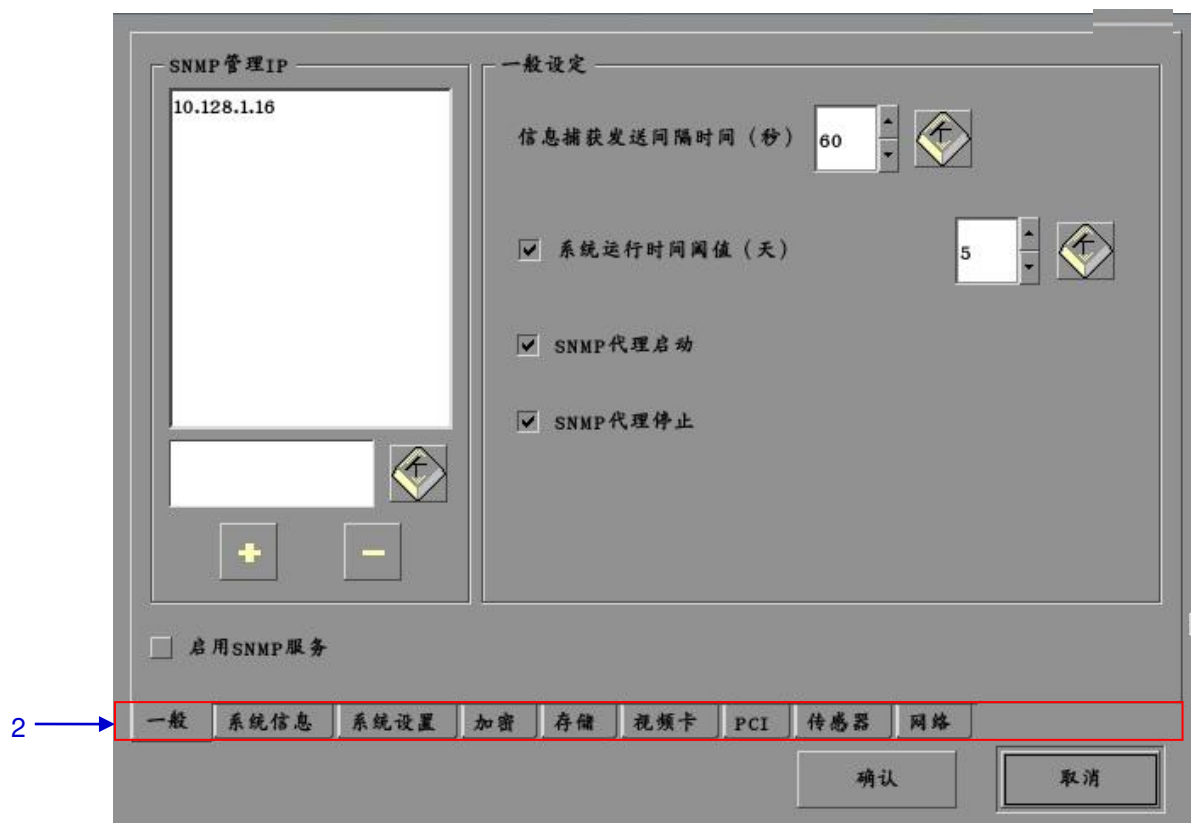 SNMP管理IP
10.128.1.16
一般设定
信息捕获发送间隔时间（秒） 60
系统运行时间阈值（天） 5
SNMP代理启动
SNMP代理停止
启用SNMP服务
2
一般 系统信息 系统设置 加密 存储 视频卡 PCI 传感器 网络
确认 取消